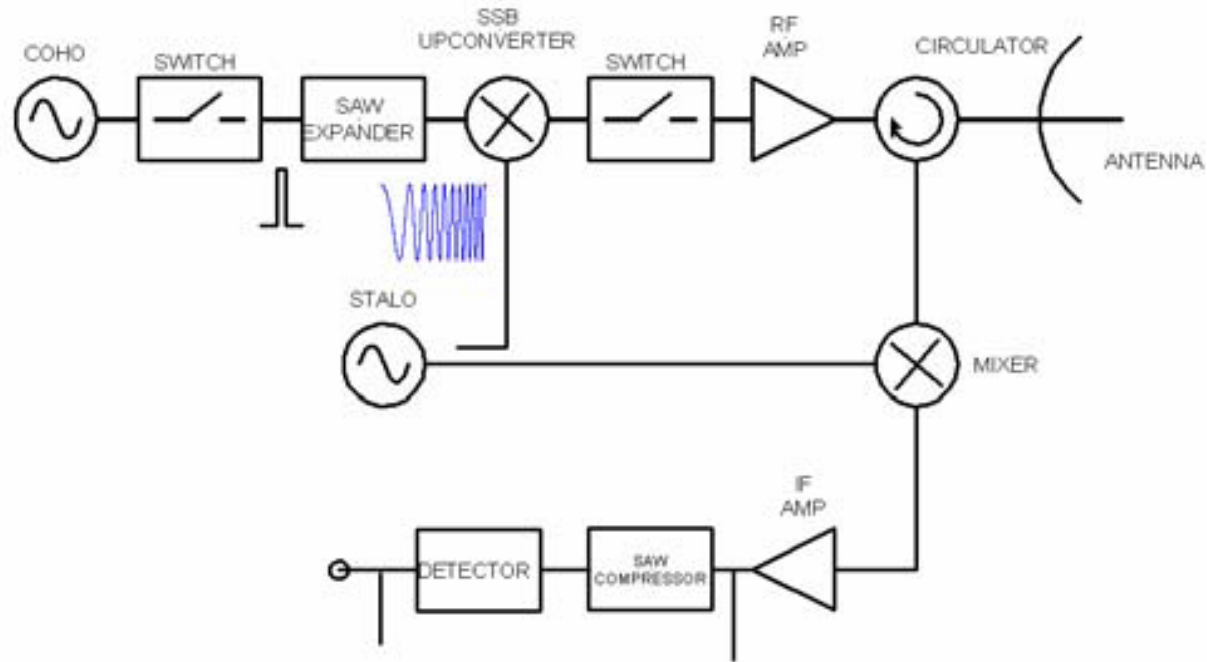 COHO
SWITCH
SAW
EXPANDER
SSB
UPCONVERTER
SWITCH
RF
AMP
CIRCULATOR
ANTENNA
STALO
MIXER
IF
AMP
SAW
COMPRESSOR
DETECTOR